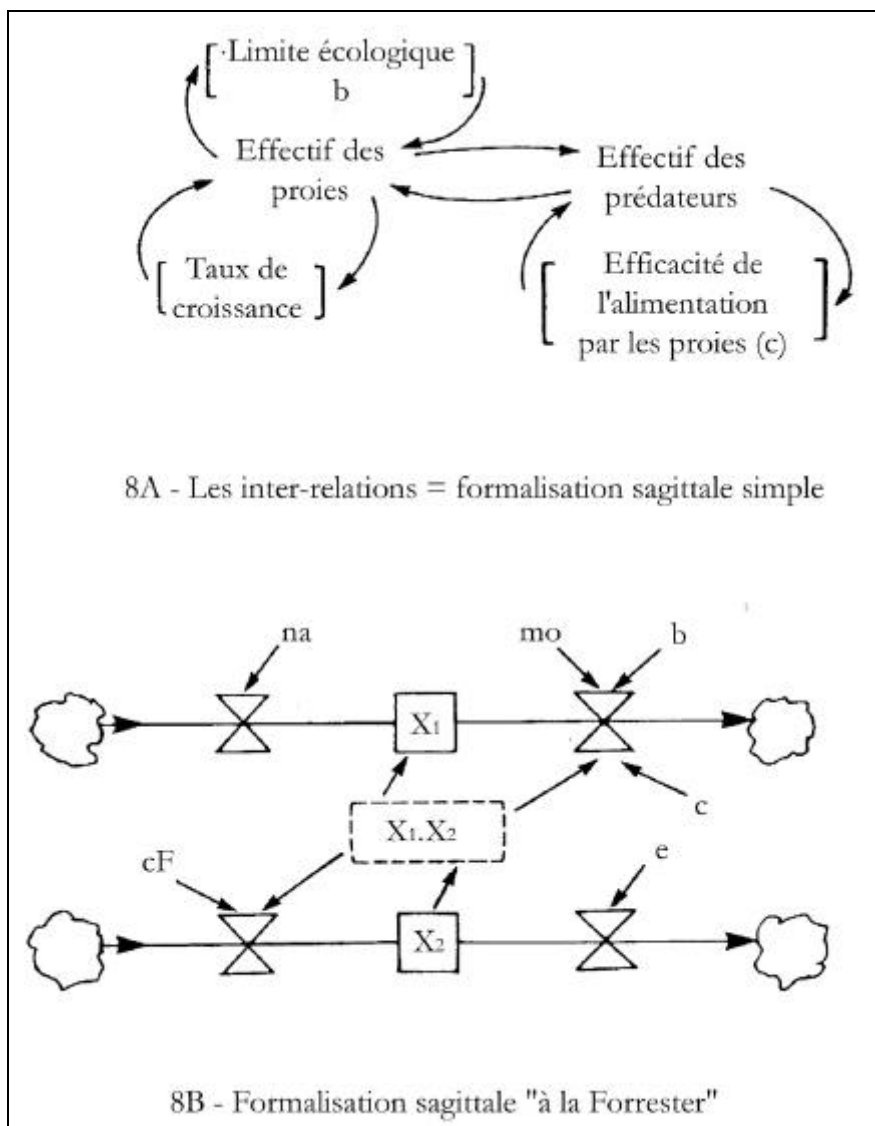 ·Limite écologique
b
Effectif des
proies
Effectif des
prédateurs
Taux de
croissance
Efficacité de
l'alimentation
par les proies (c)
8A - Les inter-relations = formalisation sagittale simple
na
mo
b
X1
c
X1.X2
cF
e
X2
8B - Formalisation sagittale "à la Forrester"